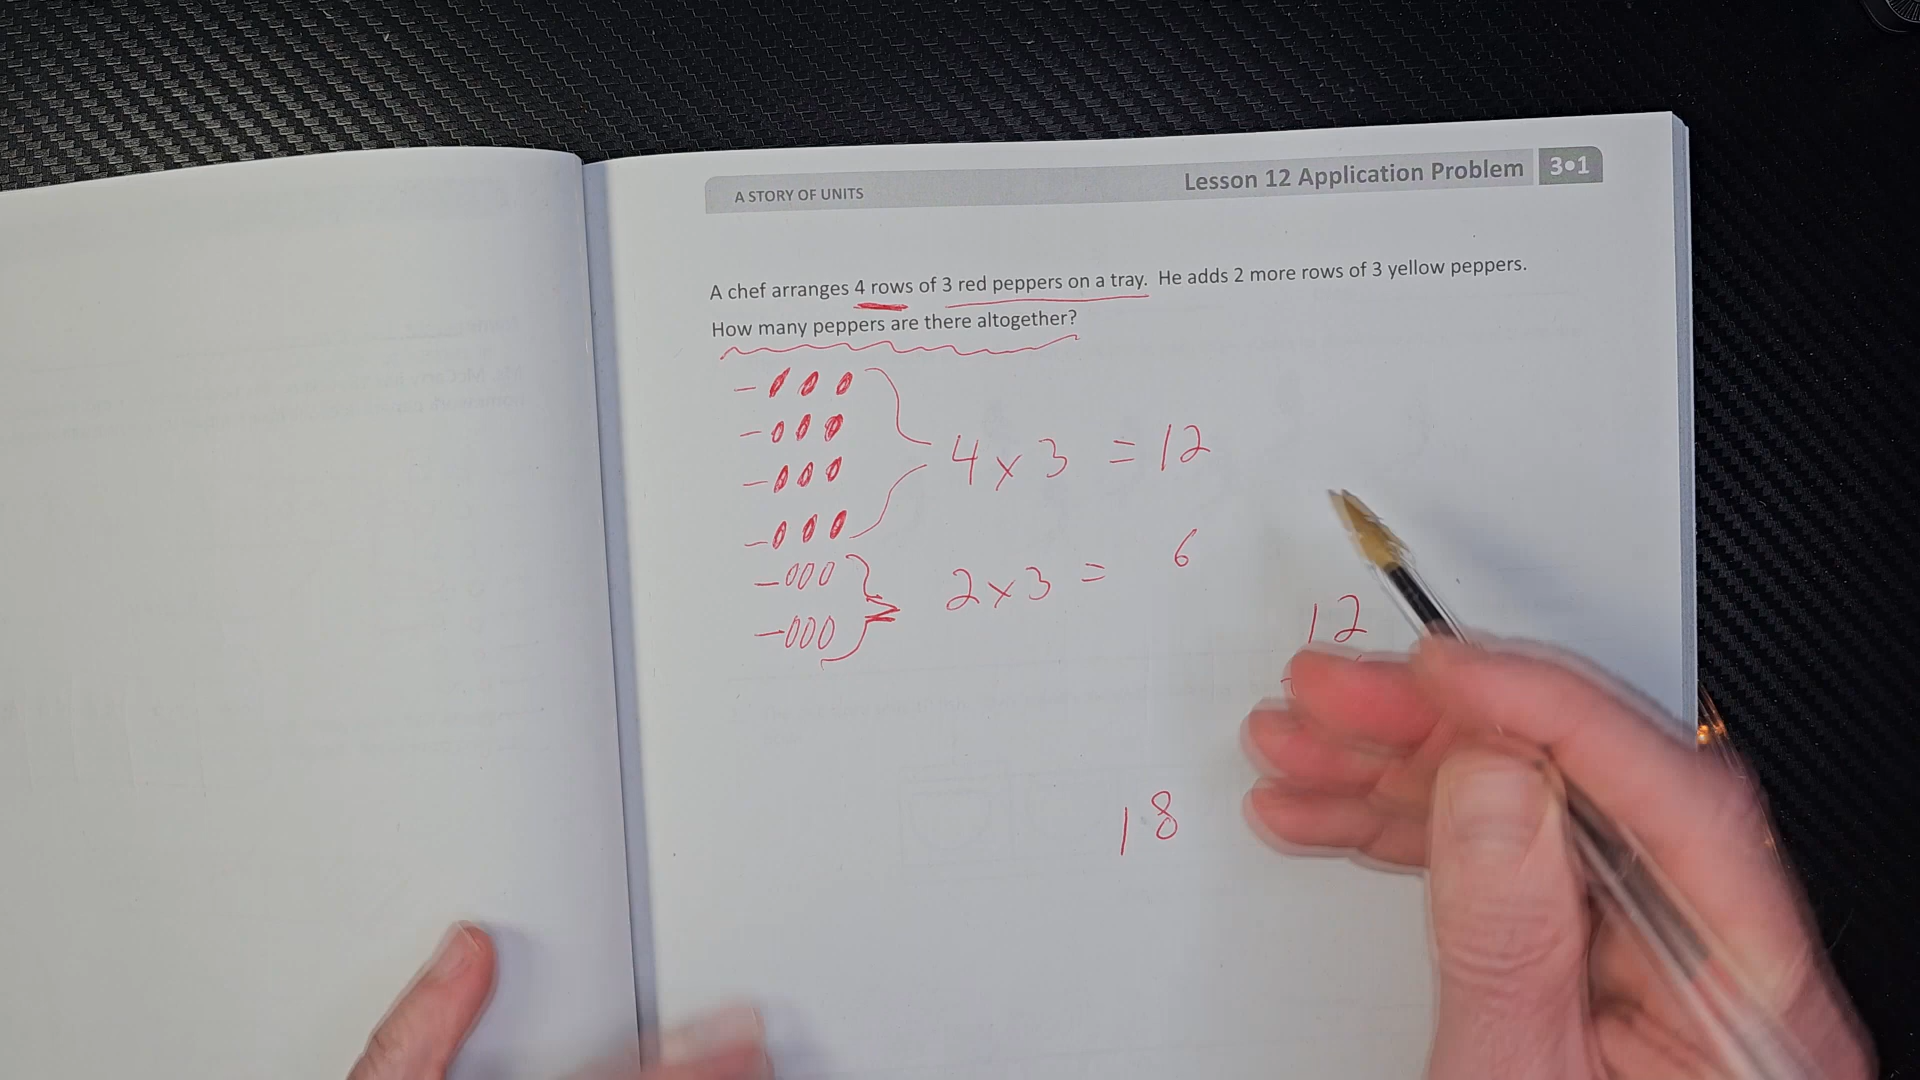 A STORY OF UNITS
Lesson 12 Application Problem 3•1
A chef arranges 4 rows of 3 red peppers on a tray. He adds 2 more rows of 3 yellow peppers.
How many peppers are there altogether?
4 x 3 = 12
2 x 3 = 6
12
18